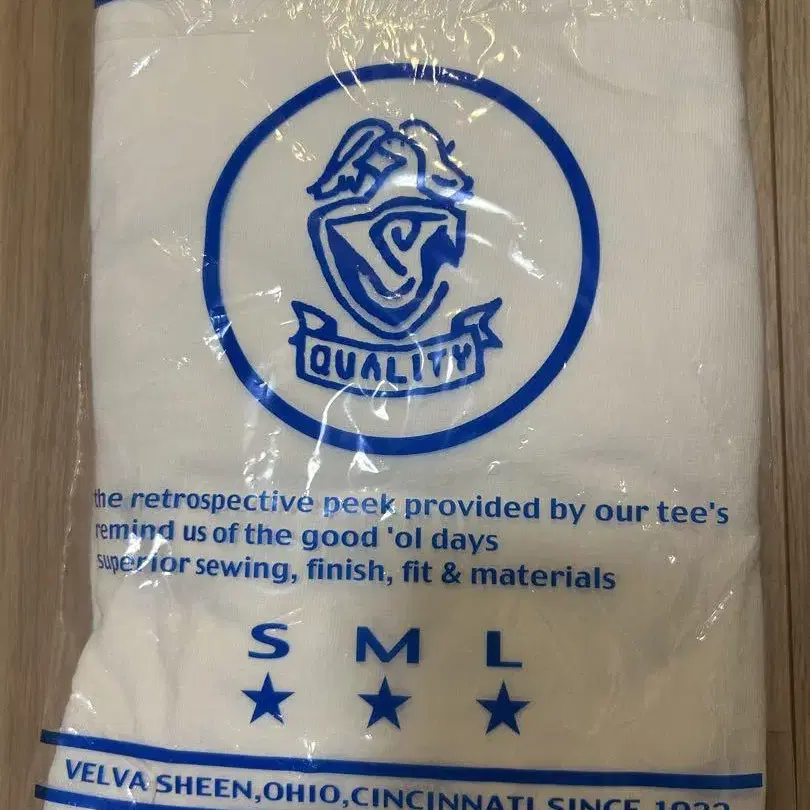 QUALITY
the retrospective peek provided by our tee's
remind us of the good 'ol days
superior sewing, finish, fit & materials
S M L
VELVA SHEEN,OHIO,CINCINNATI SINCE